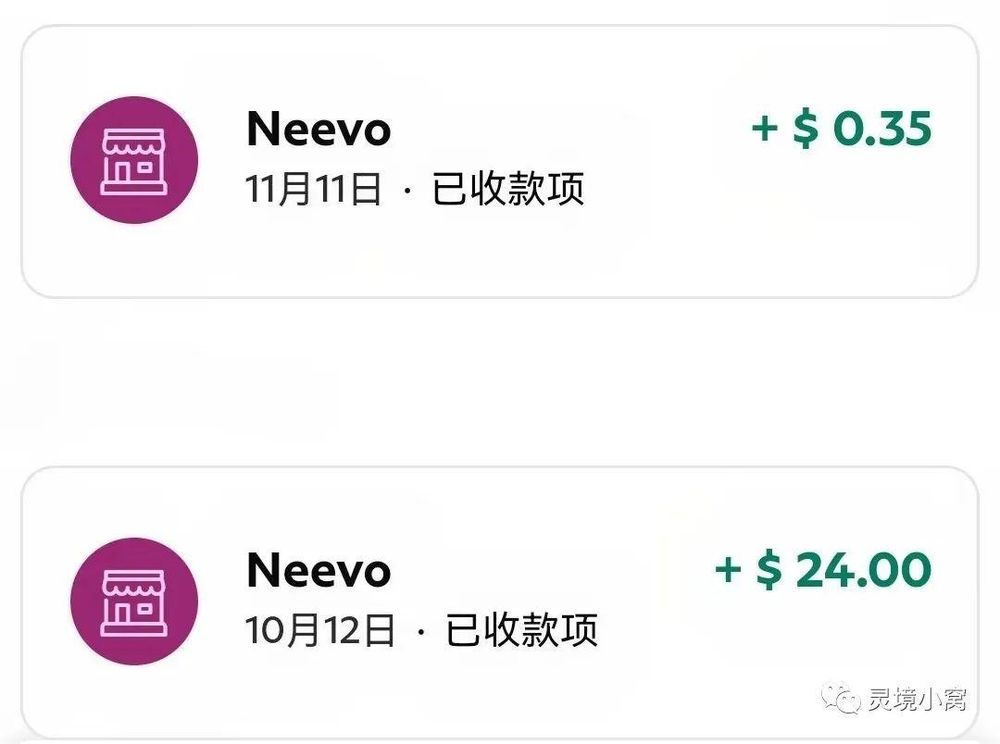 Neevo
+ $ 0.35
11月11日 · 已收款项
Neevo
+ $ 24.00
10月12日 · 已收款项
灵境小窝